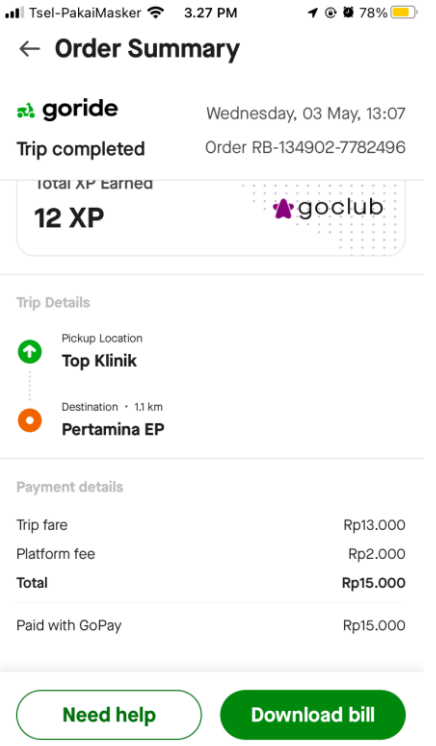 Tsel-PakaiMasker 3.27 PM 78%
Order Summary
goride Wednesday, 03 May, 13:07
Trip completed Order RB-134902-7782496
Total XP Earned
12 XP goclub
Trip Details
Pickup Location
Top Klinik
Destination · 1.1 km
Pertamina EP
Payment details
Trip fare Rp13.000
Platform fee Rp2.000
Total Rp15.000
Paid with GoPay Rp15.000
Need help Download bill